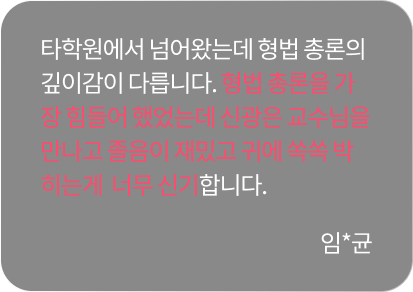 타학원에서 넘어왔는데 형법 총론의
깊이감이 다릅니다. 형법 총론을 가
장 힘들어 했었는데 신광은 교수님을
만나고 졸음이 재밌고 귀에 쏙쏙 박
히는게 너무 신기합니다.
임*균